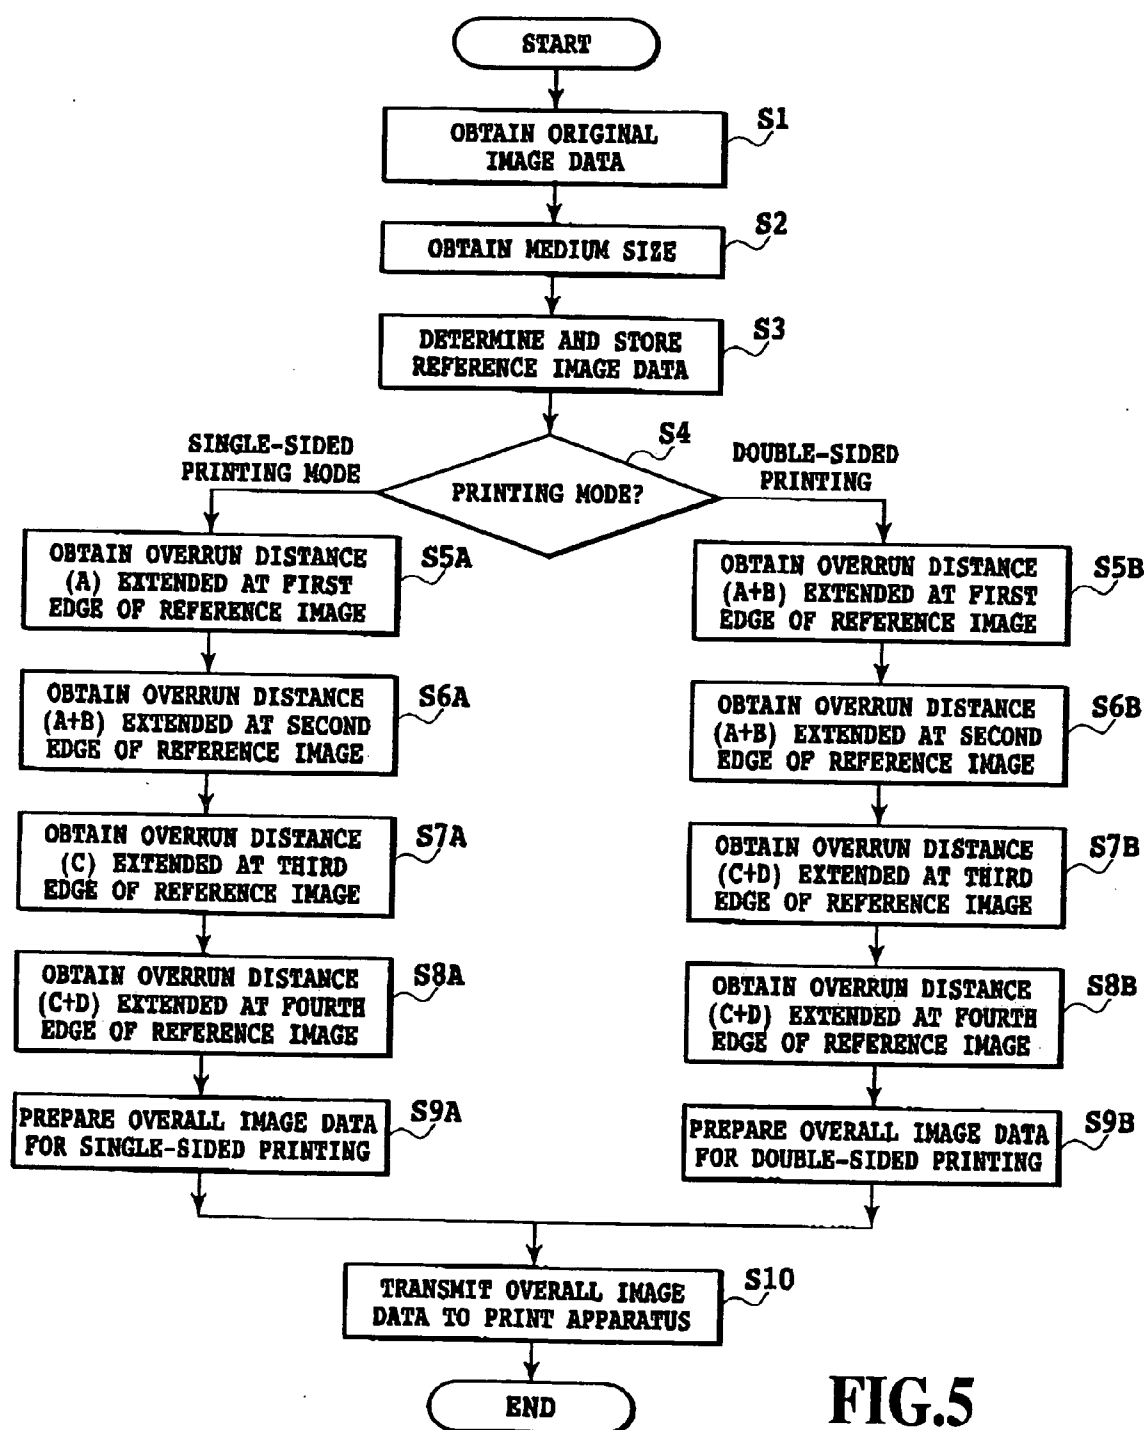 START
OBTAIN ORIGINAL
IMAGE DATA
S1
OBTAIN MEDIUM SIZE
S2
DETERMINE AND STORE
REFERENCE IMAGE DATA
S3
PRINTING MODE?
S4
SINGLE-SIDED
PRINTING MODE
DOUBLE-SIDED
PRINTING
OBTAIN OVERRUN DISTANCE
(A) EXTENDED AT FIRST
EDGE OF REFERENCE IMAGE
S5A
OBTAIN OVERRUN DISTANCE
(A+B) EXTENDED AT SECOND
EDGE OF REFERENCE IMAGE
S6A
OBTAIN OVERRUN DISTANCE
(C) EXTENDED AT THIRD
EDGE OF REFERENCE IMAGE
S7A
OBTAIN OVERRUN DISTANCE
(C+D) EXTENDED AT FOURTH
EDGE OF REFERENCE IMAGE
S8A
PREPARE OVERALL IMAGE DATA
FOR SINGLE-SIDED PRINTING
S9A
OBTAIN OVERRUN DISTANCE
(A+B) EXTENDED AT FIRST
EDGE OF REFERENCE IMAGE
S5B
OBTAIN OVERRUN DISTANCE
(A+B) EXTENDED AT SECOND
EDGE OF REFERENCE IMAGE
S6B
OBTAIN OVERRUN DISTANCE
(C+D) EXTENDED AT THIRD
EDGE OF REFERENCE IMAGE
S7B
OBTAIN OVERRUN DISTANCE
(C+D) EXTENDED AT FOURTH
EDGE OF REFERENCE IMAGE
S8B
PREPARE OVERALL IMAGE DATA
FOR DOUBLE-SIDED PRINTING
S9B
TRANSMIT OVERALL IMAGE
DATA TO PRINT APPARATUS
S10
END
FIG.5